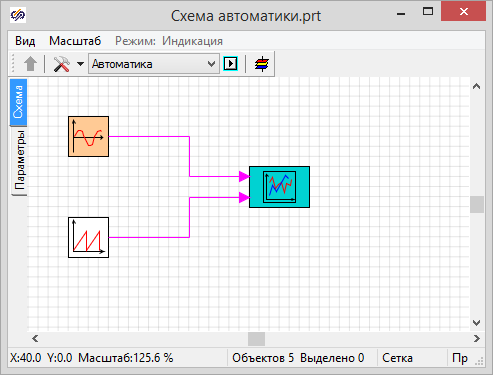 Схема автоматики.prt
Вид Масштаб Режим: Индикация
Автоматика
Схема
Параметры
X:40.0 Y:0.0 Масштаб:125.6 % Объектов 5 Выделено 0 Сетка Пр